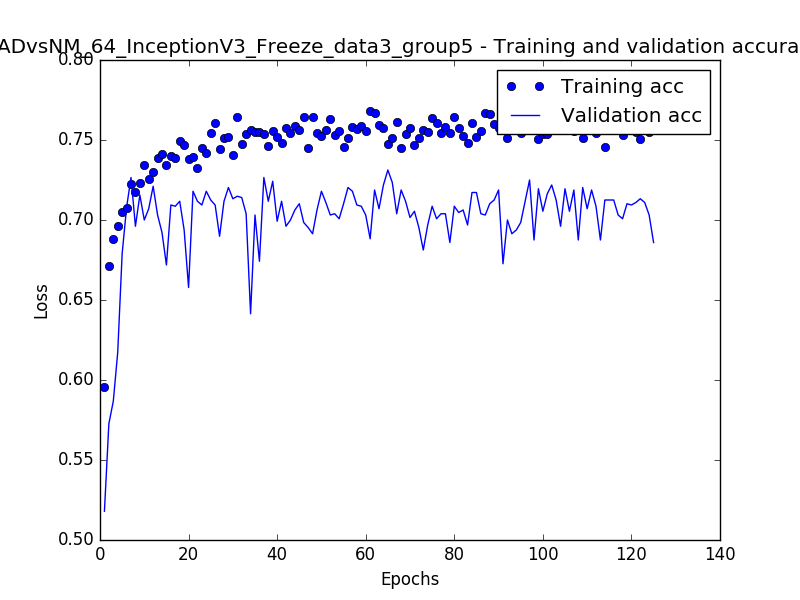 ADvsNM_64_InceptionV3_Freeze_data3_group5 - Training and validation accura
0.80
0.75
0.70
0.65
0.60
0.55
0.50
Loss
Training acc
Validation acc
0 20 40 60 80 100 120 140
Epochs